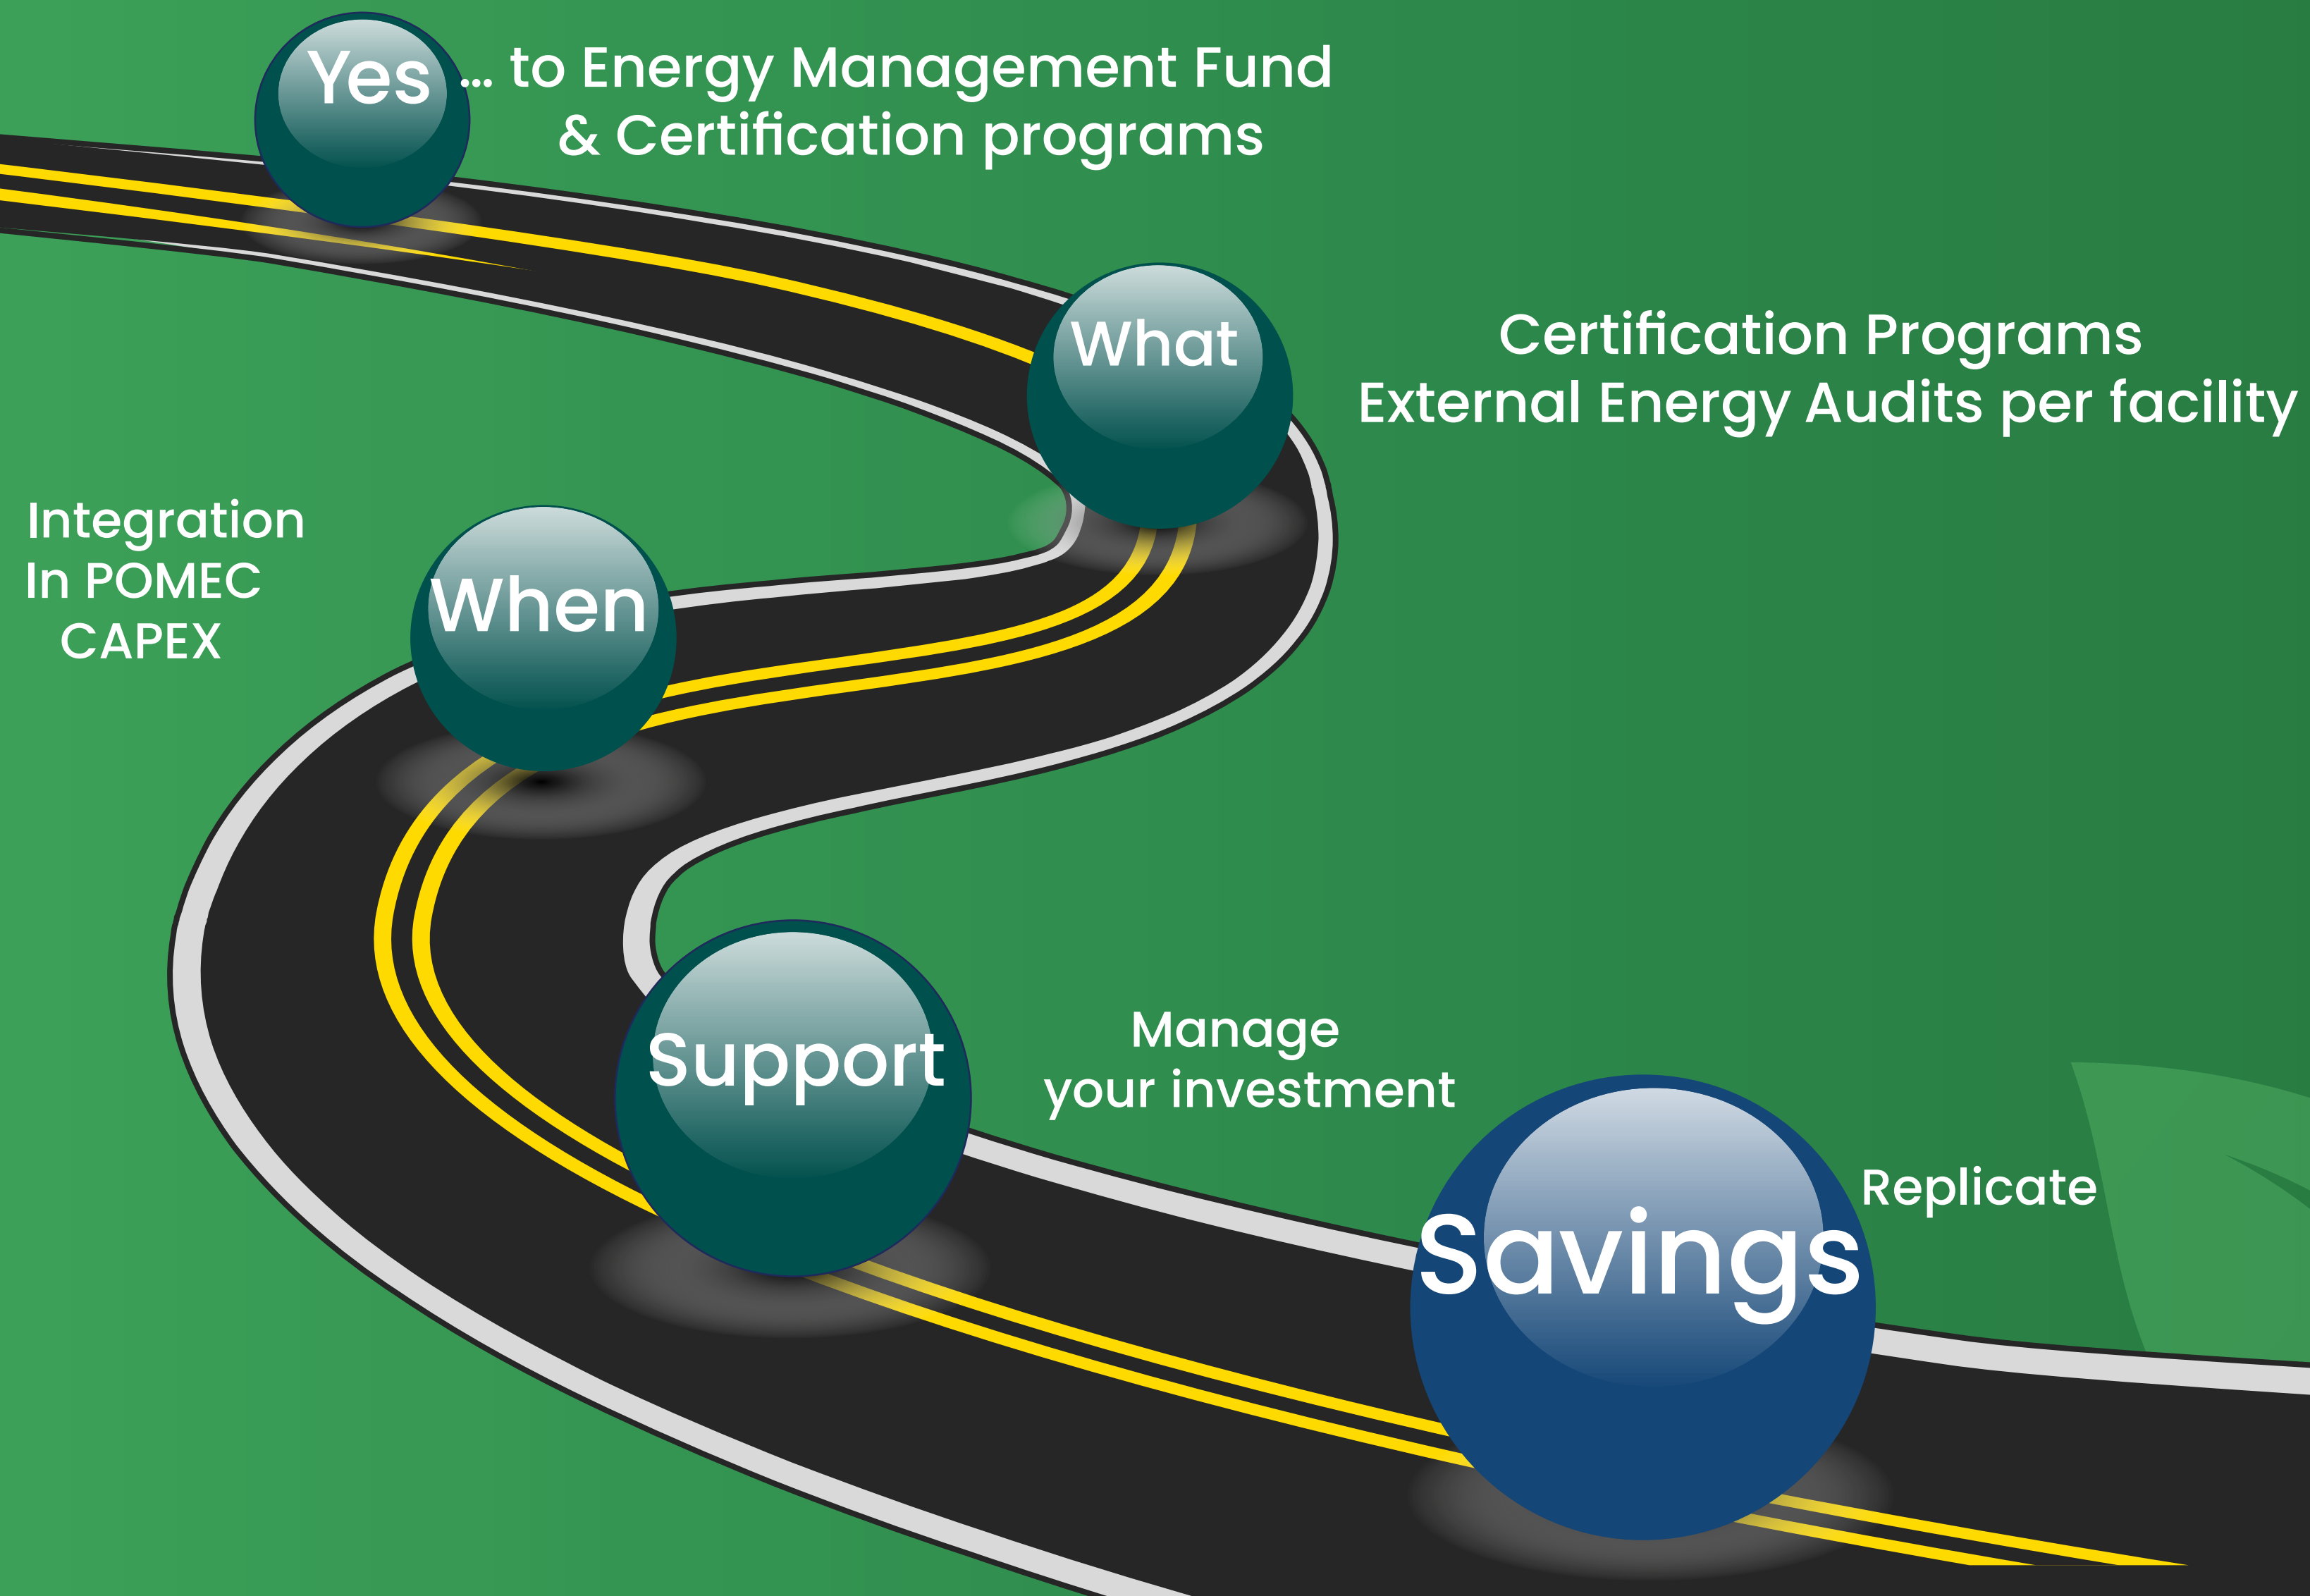 Yes ... to Energy Management Fund
& Certification programs
What
Certification Programs
External Energy Audits per facility
Integration
In POMEC
CAPEX
When
Support
Manage
your investment
Savings
Replicate